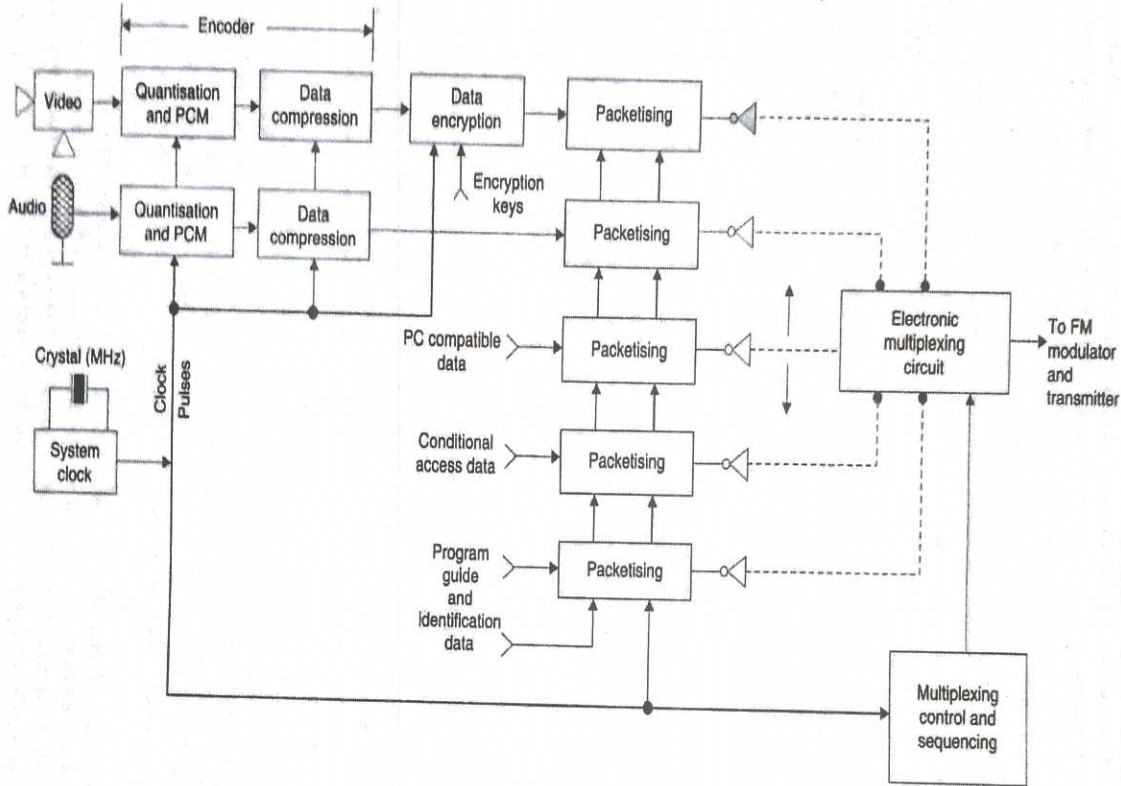 Encoder
Video
Quantisation
and PCM
Data
compression
Data
encryption
Packetising
Encryption
keys
Audio
Quantisation
and PCM
Data
compression
Packetising
PC compatible
data
Packetising
Electronic
multiplexing
circuit
To FM
modulator
and
transmitter
Crystal (MHz)
Clock
Pulses
System
clock
Conditional
access data
Packetising
Program
guide
and
identification
data
Packetising
Multiplexing
control and
sequencing